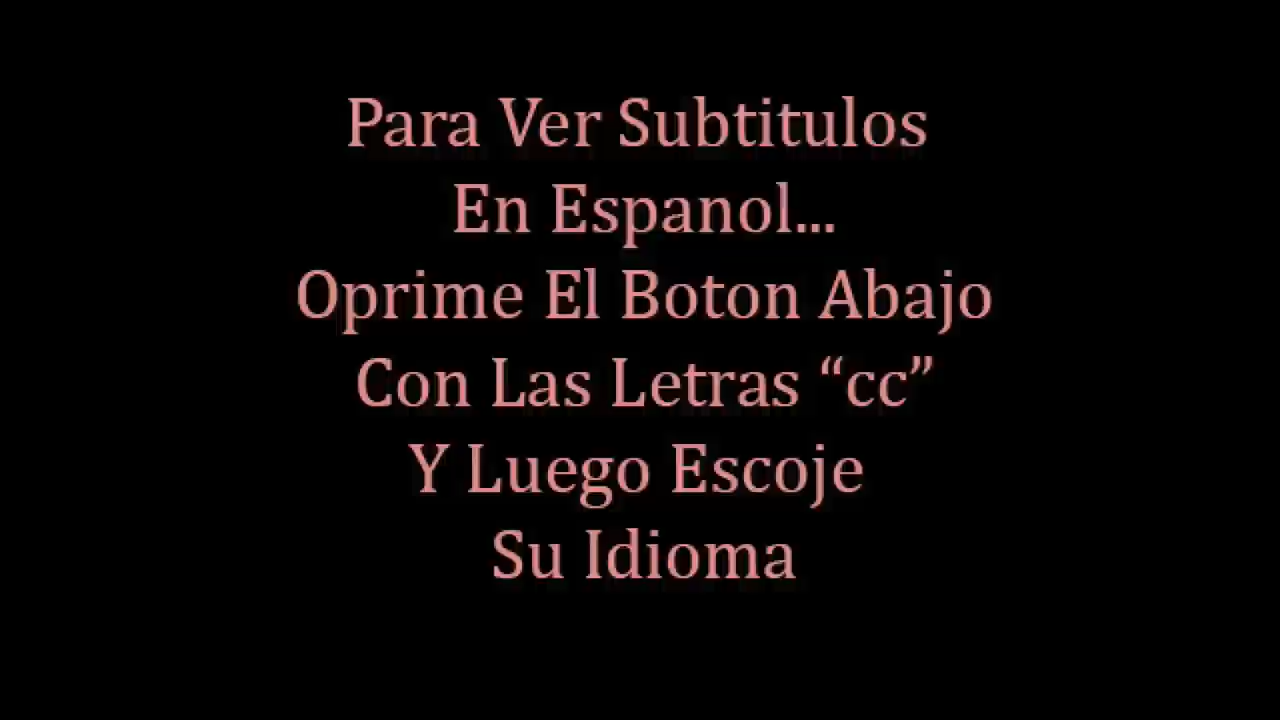 Para Ver Subtitulos
En Espanol...
Oprime El Boton Abajo
Con Las Letras “cc”
Y Luego Escoje
Su Idioma